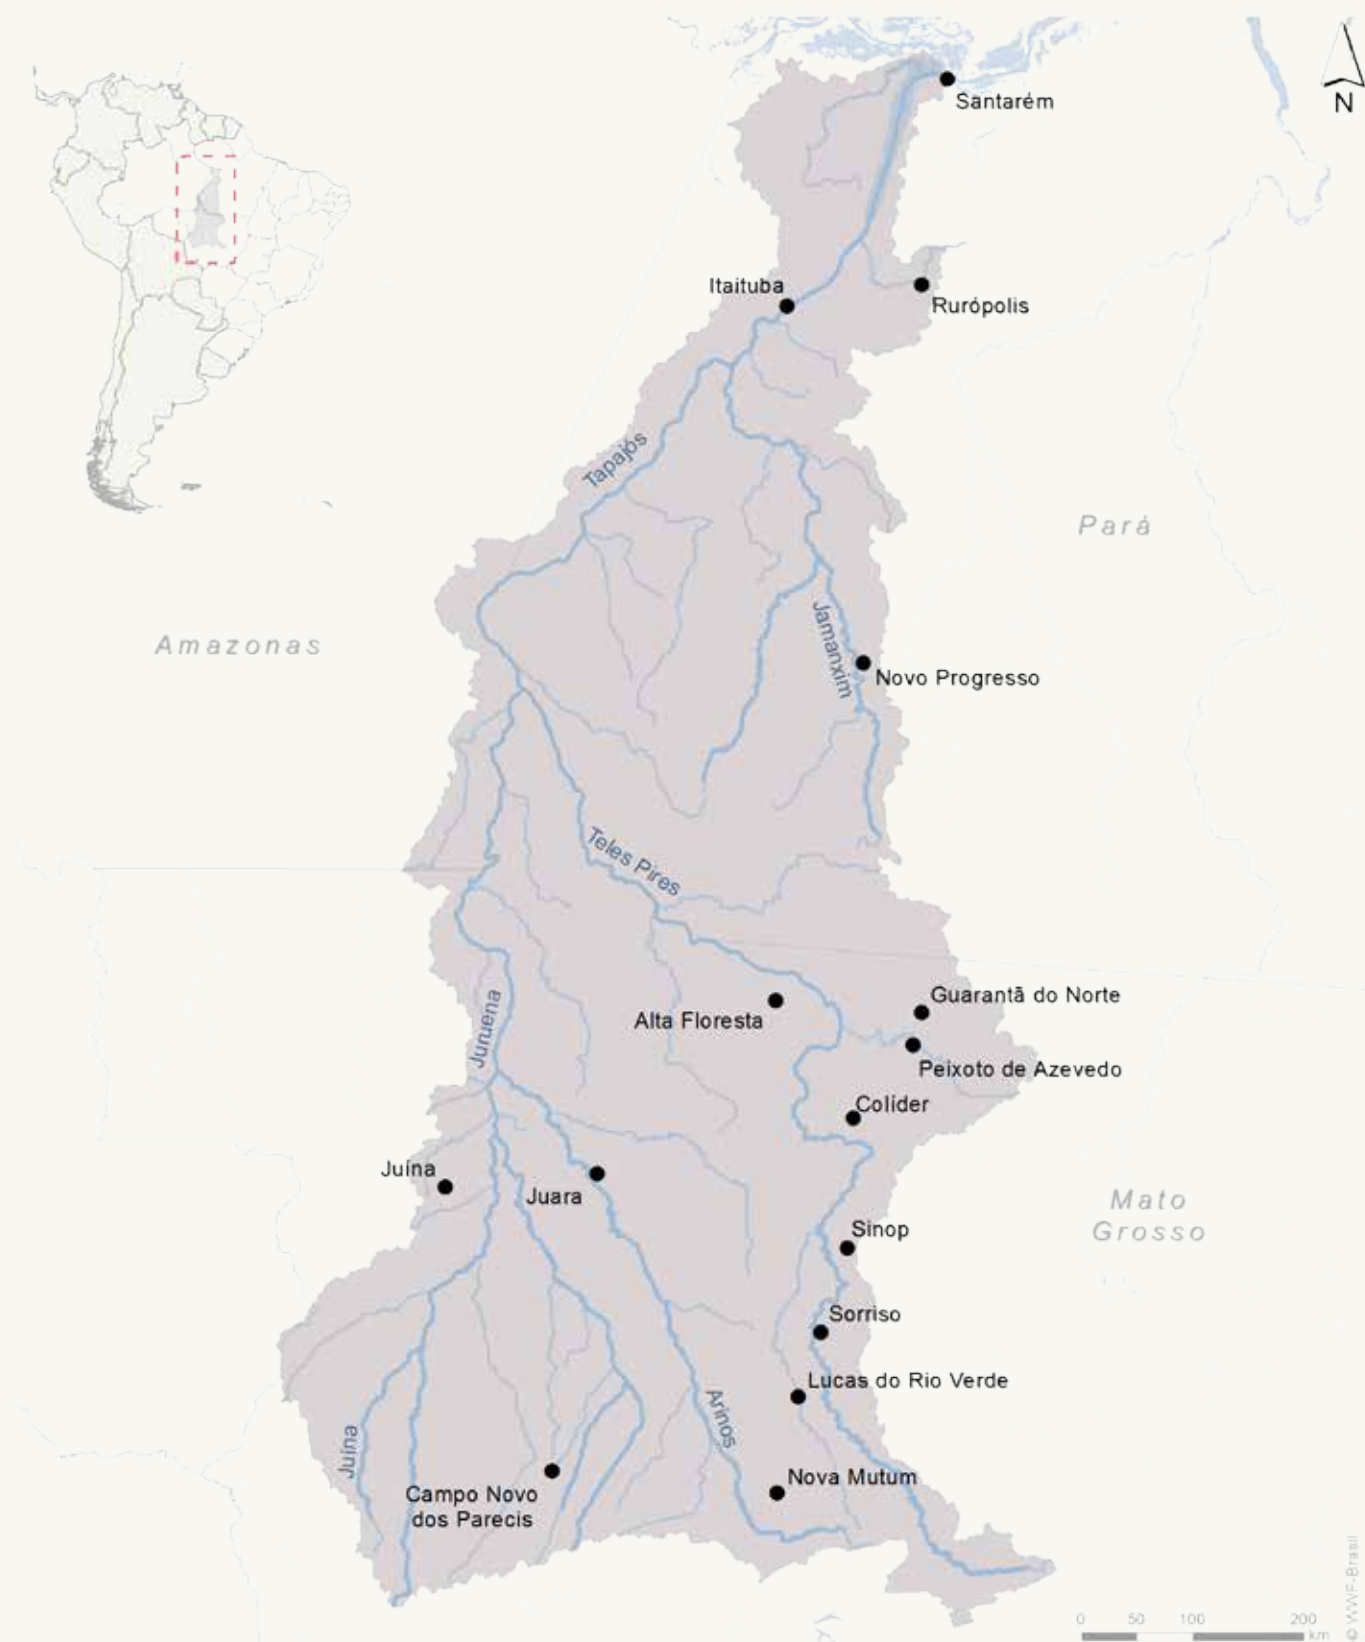 N
Santarém
Itaituba
Rurópolis
Tapajós
Pará
Amazonas
Jamanxim
Novo Progresso
Teles Pires
Guarantã do Norte
Juruena
Alta Floresta
Peixoto de Azevedo
Colíder
Juína
Juara
Mato
Grosso
Sinop
Sorriso
Lucas do Rio Verde
Arinos
Juína
Nova Mutum
Campo Novo
dos Parecis
0 50 100 200
km
© WWF-Brasil